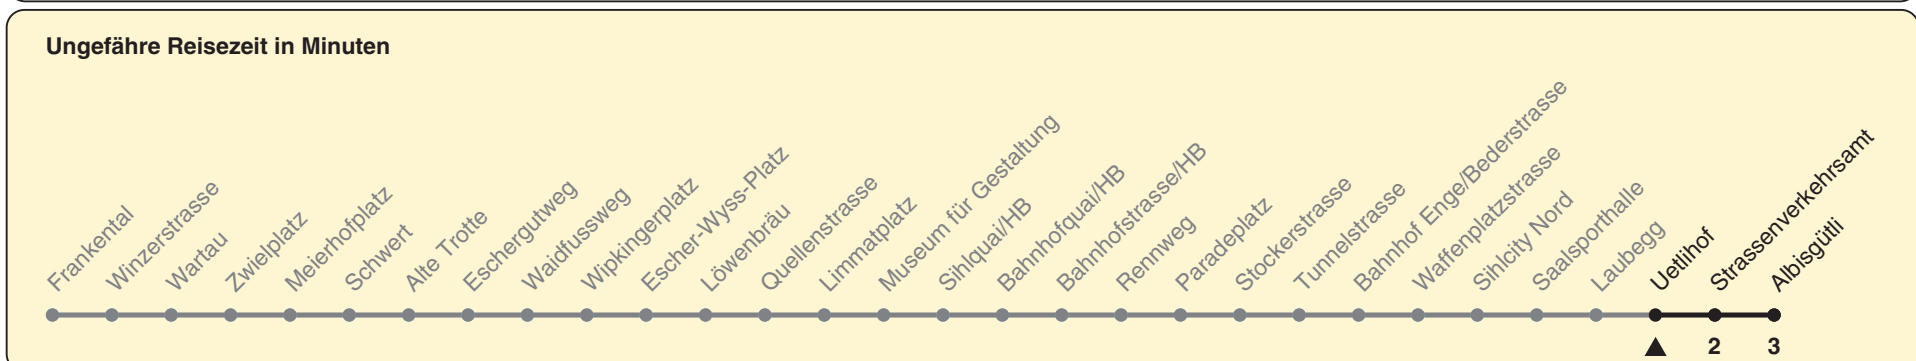 Ungefähre Reisezeit in Minuten
Frankental
Winzerstrasse
Wartau
Zwielplatz
Meierhofplatz
Schwert
Alte Trotte
Eschergutweg
Waidfussweg
Wipkingerplatz
Escher-Wyss-Platz
Löwenbräu
Quellenstrasse
Limmatplatz
Museum für Gestaltung
Sihlquai/HB
Bahnhofquai/HB
Bahnhofstrasse/HB
Rennweg
Paradeplatz
Stockerstrasse
Tunnelstrasse
Bahnhof Enge/Bederstrasse
Waffenplatzstrasse
Sihlcity Nord
Saalsporthalle
Laubegg
Uetlihof
Strassenverkehrsamt
Albisgütli
2 3